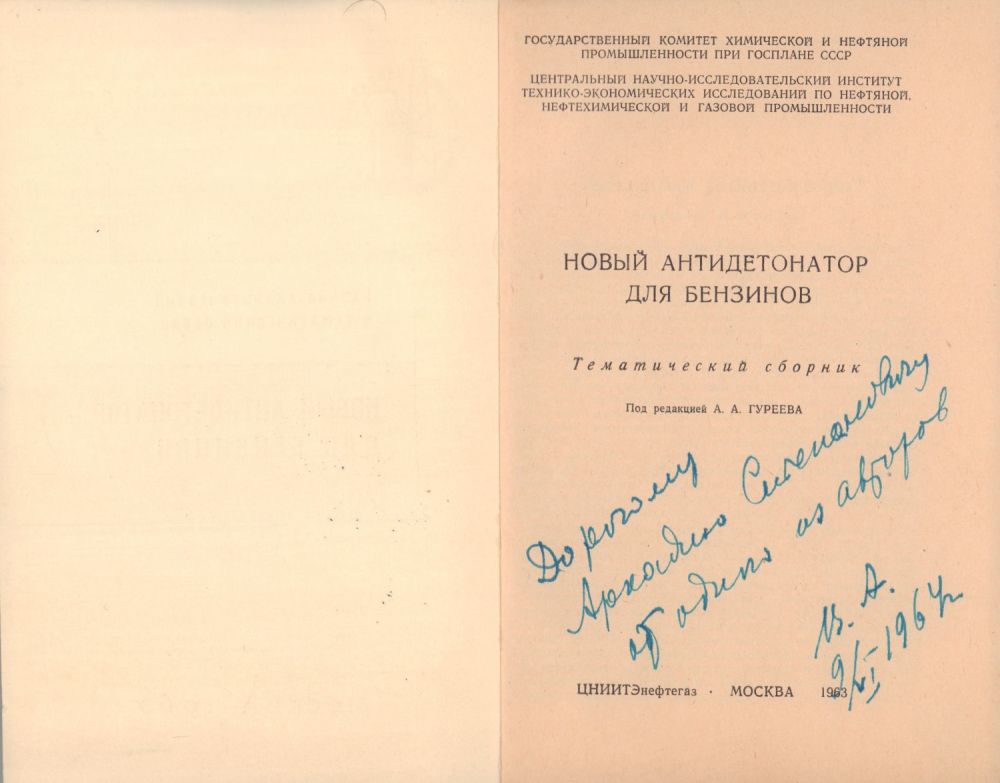 ГОСУДАРСТВЕННЫЙ КОМИТЕТ ХИМИЧЕСКОЙ И НЕФТЯНОЙ
ПРОМЫШЛЕННОСТИ ПРИ ГОСПЛАНЕ СССР
ЦЕНТРАЛЬНЫЙ НАУЧНО-ИССЛЕДОВАТЕЛЬСКИЙ ИНСТИТУТ
ТЕХНИКО-ЭКОНОМИЧЕСКИХ ИССЛЕДОВАНИЙ ПО НЕФТЯНОЙ,
НЕФТЕХИМИЧЕСКОЙ И ГАЗОВОЙ ПРОМЫШЛЕННОСТИ
НОВЫЙ АНТИДЕТОНАТОР
ДЛЯ БЕНЗИНОВ
Тематический сборник
Под редакцией А. А. ГУРЕЕВА
Дорогому
Аркадию Степановичу
от одного из авторов
В. А.
9/XI 1964г.
ЦНИИТЭнефтегаз · МОСКВА 1963